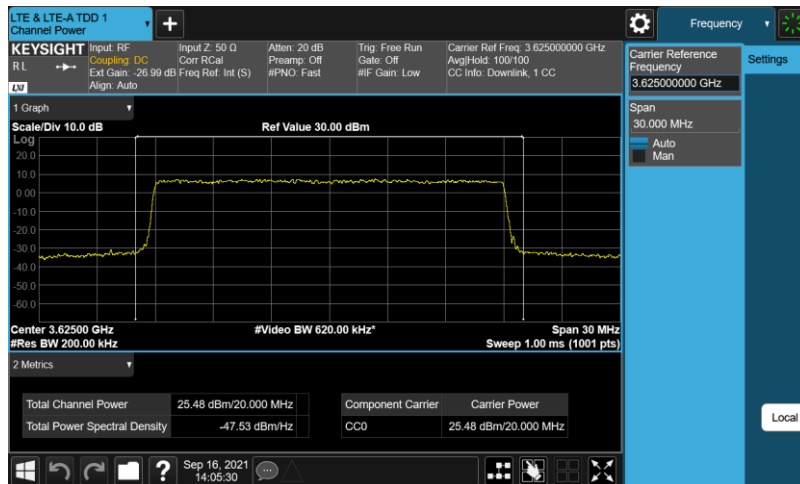 LTE & LTE-A TDD 1
Channel Power
Frequency
KEYSIGHT
RL
LXI
Input: RF
Coupling: DC
Ext Gain: -26.99 dB
Align: Auto
Input Z: 50 Ω
Corr RCal
Freq Ref: Int (S)
Atten: 20 dB
Preamp: Off
#PNO: Fast
Trig: Free Run
Gate: Off
#IF Gain: Low
Carrier Ref Freq: 3.625000000 GHz
Avg|Hold: 100/100
CC Info: Downlink, 1 CC
Carrier Reference
Frequency
3.625000000 GHz
Settings
Span
30.000 MHz
Auto
Man
1 Graph
Scale/Div 10.0 dB
Ref Value 30.00 dBm
Log
20.0
10.0
0.00
-10.0
-20.0
-30.0
-40.0
-50.0
-60.0
Center 3.62500 GHz
#Video BW 620.00 kHz*
Span 30 MHz
#Res BW 200.00 kHz
Sweep 1.00 ms (1001 pts)
2 Metrics
Total Channel Power 25.48 dBm/20.000 MHz
Total Power Spectral Density -47.53 dBm/Hz
Component Carrier Carrier Power
CC0 25.48 dBm/20.000 MHz
Local
?
Sep 16, 2021
14:05:30